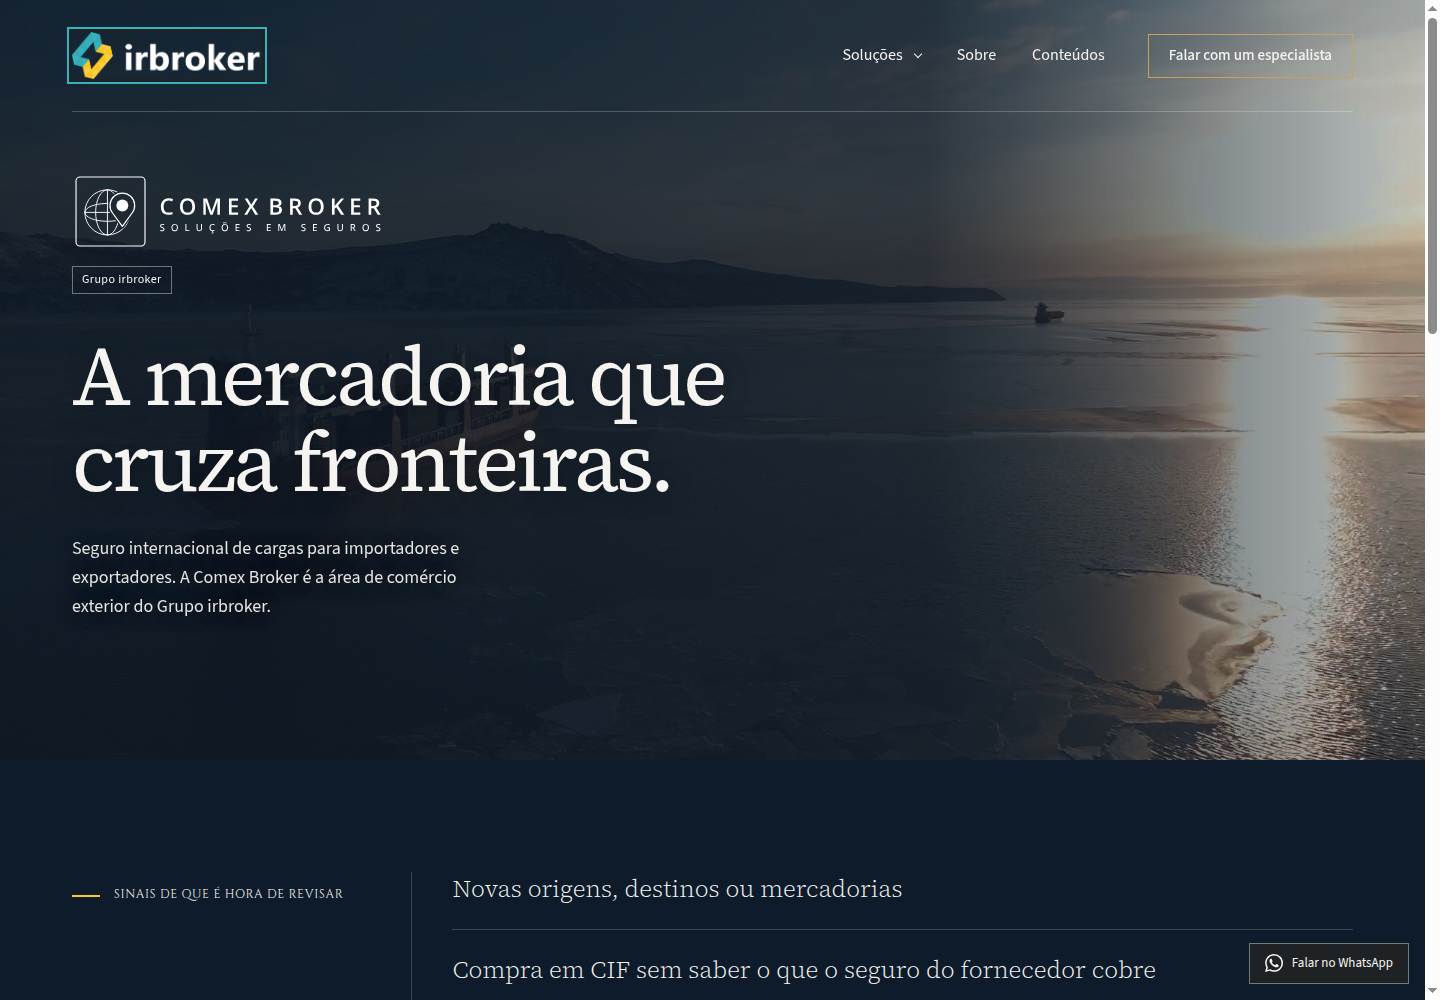 irbroker
Soluções
Sobre
Conteúdos
Falar com um especialista
COMEX BROKER
SOLUÇÕES EM SEGUROS
Grupo irbroker
A mercadoria que
cruza fronteiras.
Seguro internacional de cargas para importadores e
exportadores. A Comex Broker é a área de comércio
exterior do Grupo irbroker.
SINAIS DE QUE É HORA DE REVISAR
Novas origens, destinos ou mercadorias
Compra em CIF sem saber o que o seguro do fornecedor cobre
Falar no WhatsApp